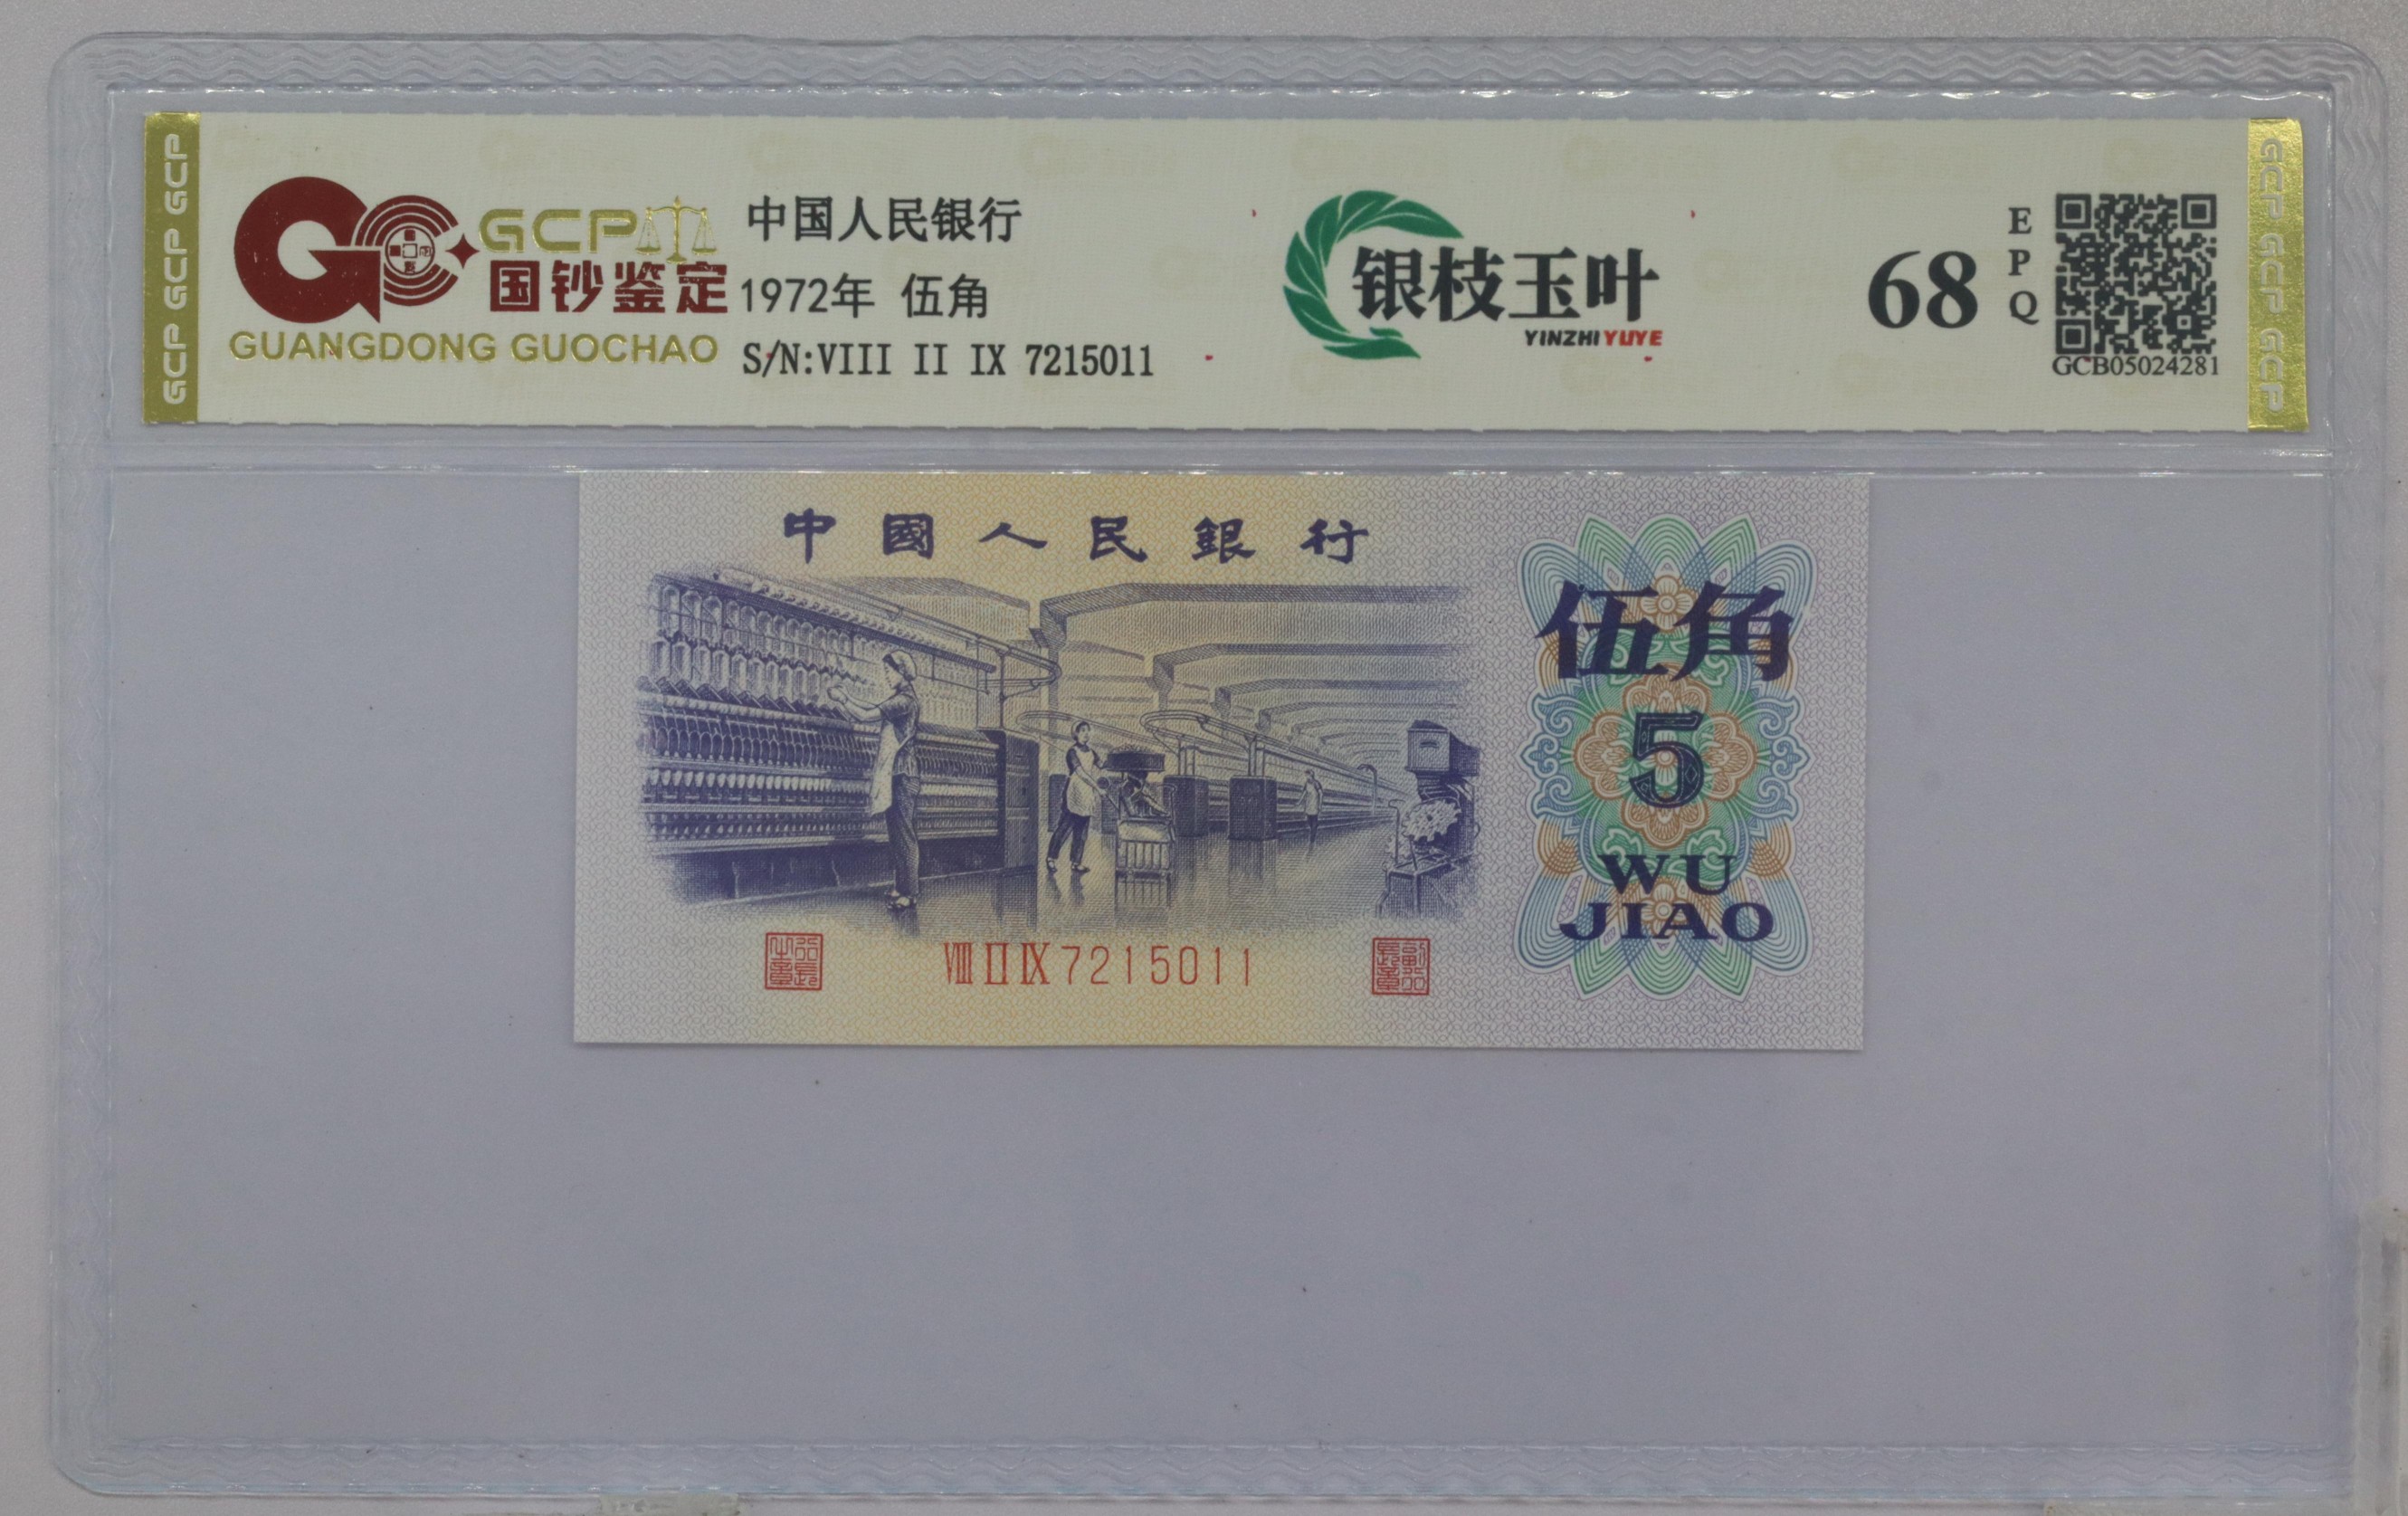 GCP GCP GCP
GCP
国钞鉴定
GUANGDONG GUOCHAO
中国人民银行
1972年 伍角
S/N:VIII II IX 7215011
银枝玉叶
YINZHI YUYE
68
EPQ
GCB05024281
GCP GCP GCP
中國人民銀行
伍角
5
WU
JIAO
VIII II IX 7215011